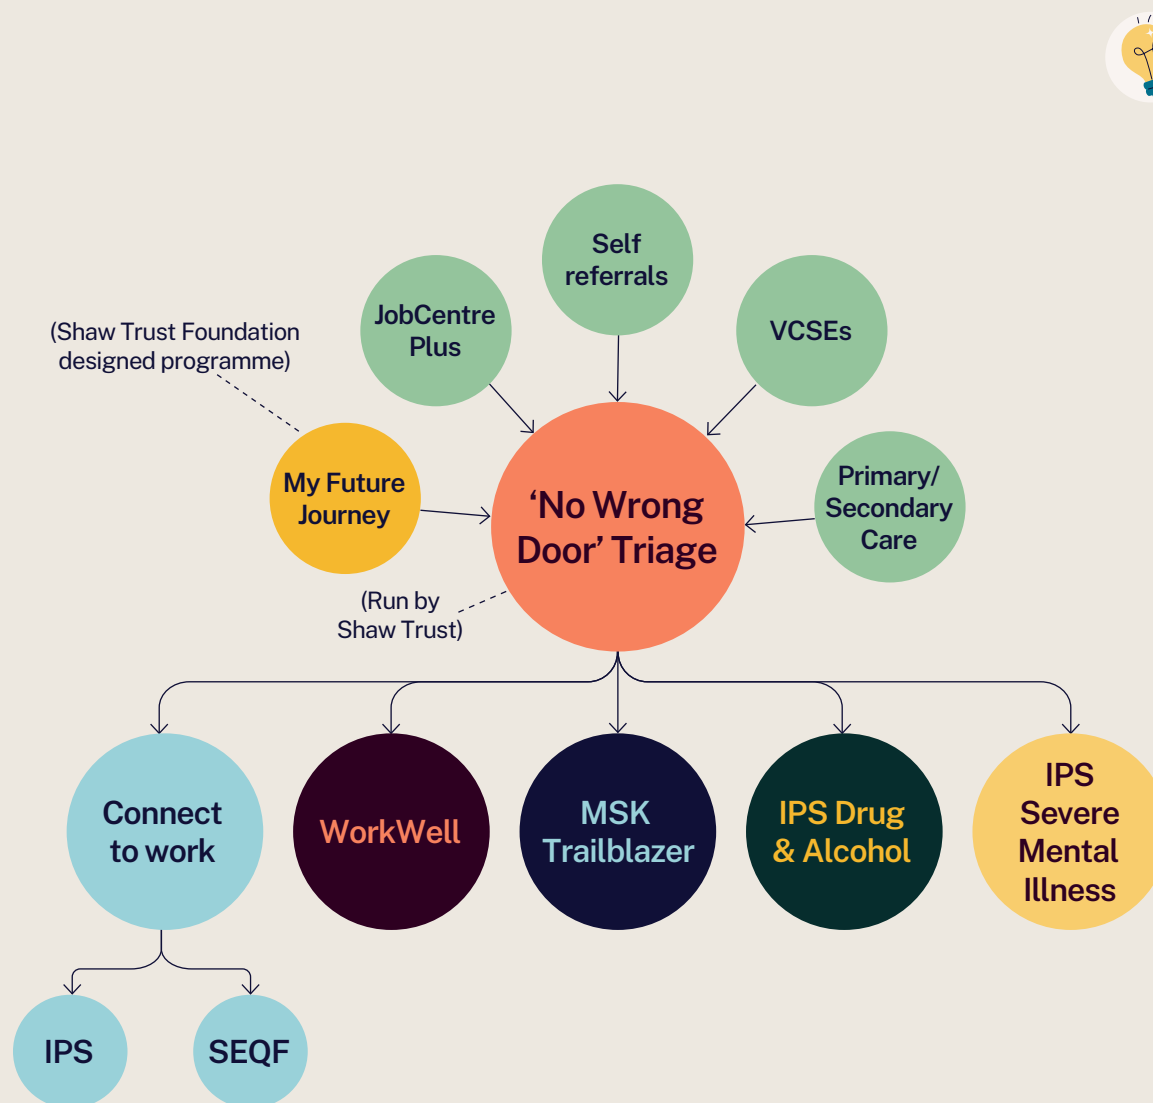 Self
referrals
JobCentre
Plus
VCSEs
(Shaw Trust Foundation
designed programme)
My Future
Journey
‘No Wrong
Door’ Triage
Primary/
Secondary
Care
(Run by
Shaw Trust)
Connect
to work
WorkWell
MSK
Trailblazer
IPS Drug
& Alcohol
IPS
Severe
Mental
Illness
IPS
SEQF